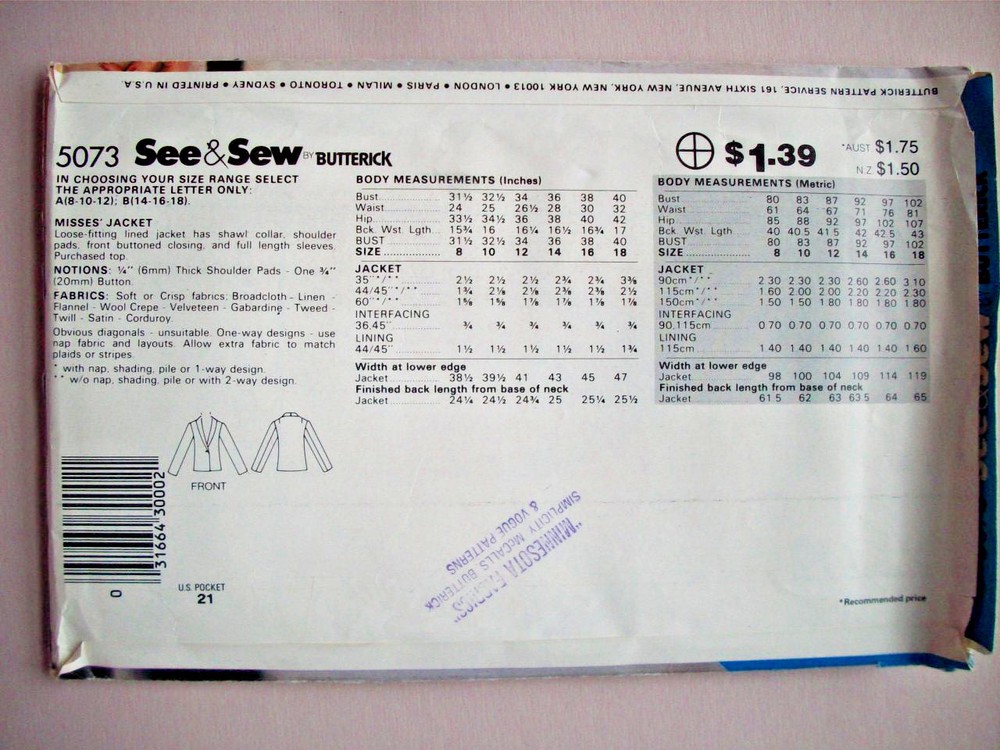 BUTTERICK PATTERN SERVICE, 161 SIXTH AVENUE, NEW YORK, NEW YORK 10013 • LONDON • PARIS • MILAN • TORONTO • SYDNEY • PRINTED IN U.S.A.
5073 See&Sew BY BUTTERICK
IN CHOOSING YOUR SIZE RANGE SELECT
THE APPROPRIATE LETTER ONLY:
A(8-10-12); B(14-16-18).
MISSES' JACKET
Loose-fitting lined jacket has shawl collar, shoulder
pads, front buttoned closing, and full length sleeves.
Purchased top.
NOTIONS: ¼" (6mm) Thick Shoulder Pads - One ¾"
(20mm) Button.
FABRICS: Soft or Crisp fabrics, Broadcloth - Linen -
Flannel - Wool Crepe - Velveteen - Gabardine - Tweed -
Twill - Satin - Corduroy.
Obvious diagonals - unsuitable. One-way designs - use
nap fabric and layouts. Allow extra fabric to match
plaids or stripes.
* with nap, shading, pile or 1-way design.
** w/o nap, shading, pile or with 2-way design.
FRONT
31664 30002
0
U.S. POCKET
21
BODY MEASUREMENTS (Inches)
Bust 31½ 32½ 34 36 38 40
Waist 24 25 26½ 28 30 32
Hip 33½ 34½ 36 38 40 42
Bck. Wst. Lgth. 15¾ 16 16¼ 16½ 16¾ 17
BUST 31½ 32½ 34 36 38 40
SIZE 8 10 12 14 16 18
JACKET
35"*/** 2½ 2½ 2½ 2¾ 2¾ 3⅜
44/45"*/** 1¾ 2⅛ 2⅛ 2⅜ 2⅜ 2½
60"*/** 1⅝ 1⅝ 1⅞ 1⅞ 1⅞ 1⅞
INTERFACING
36,45" ¾ ¾ ¾ ¾ ¾ ¾
LINING
44/45" 1½ 1½ 1½ 1½ 1½ 1¾
Width at lower edge
Jacket 38½ 39½ 41 43 45 47
Finished back length from base of neck
Jacket 24¼ 24½ 24¾ 25 25¼ 25½
$1.39
*AUST $1.75
N.Z. $1.50
BODY MEASUREMENTS (Metric)
Bust 80 83 87 92 97 102
Waist 61 64 67 71 76 81
Hip 85 88 92 97 102 107
Bck. Wst. Lgth. 40 40.5 41.5 42 42.5 43
BUST 80 83 87 92 97 102
SIZE 8 10 12 14 16 18
JACKET
90cm*/** 2.30 2.30 2.30 2.60 2.60 3.10
115cm*/** 1.60 2.00 2.00 2.20 2.20 2.30
150cm*/** 1.50 1.50 1.80 1.80 1.80 1.80
INTERFACING
90,115cm 0.70 0.70 0.70 0.70 0.70 0.70
LINING
115cm 1.40 1.40 1.40 1.40 1.40 1.60
Width at lower edge
Jacket 98 100 104 109 114 119
Finished back length from base of neck
Jacket 61.5 62 63 63.5 64 65
"MINNESOTA FABRICS"
SIMPLICITY McCALLS BUTTERICK
& VOGUE PATTERNS
*Recommended price
See&Sew BY BUTTERICK